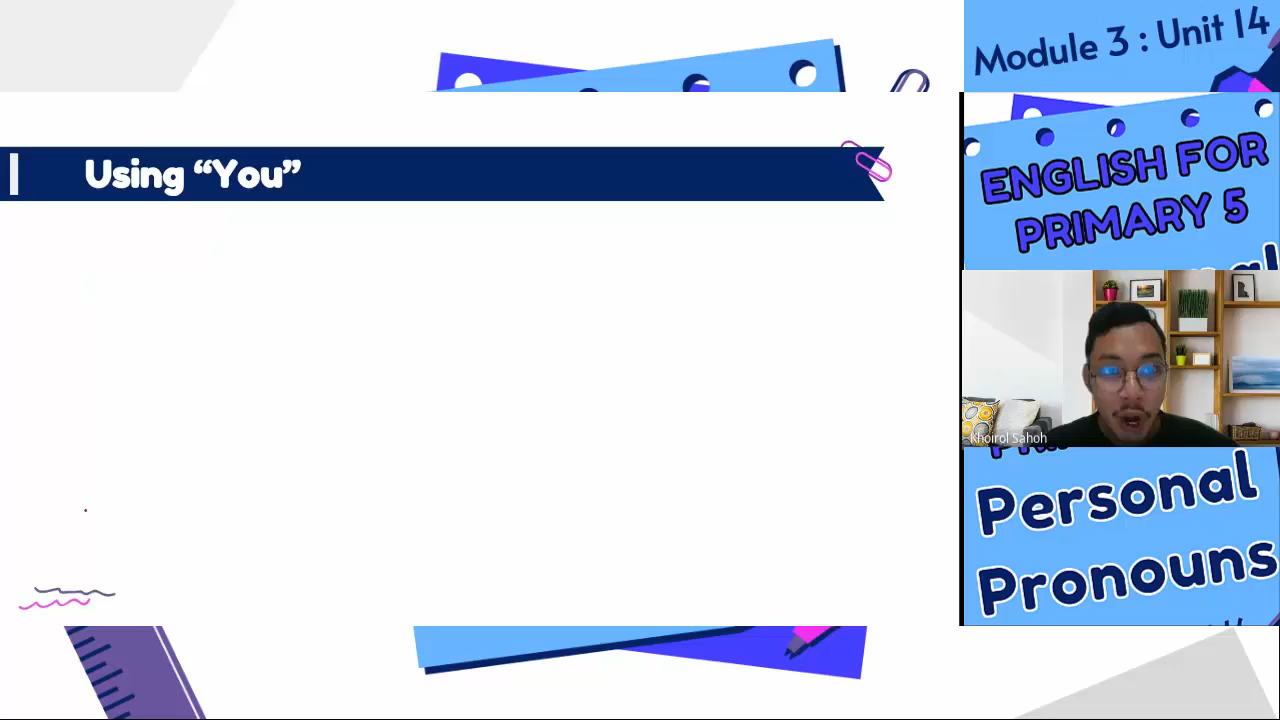 Module 3 : Unit 14
Using “You”
ENGLISH FOR
PRIMARY 5
Khoirol Sahoh
Personal
Pronouns